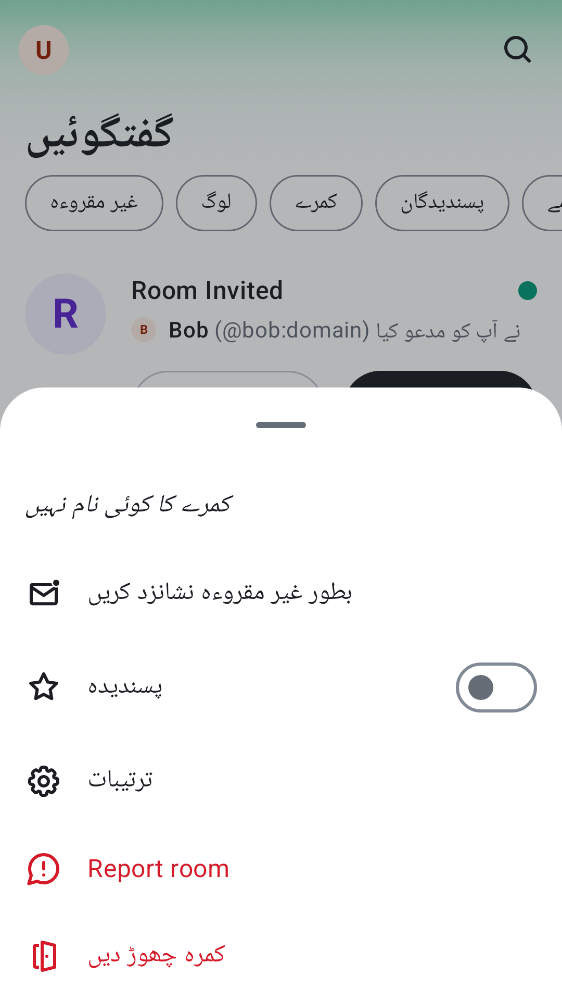 U
گفتگوئیں
غیر مقروءہ
لوگ
کمرے
پسندیدگان
R
Room Invited
B
Bob (@bob:domain) نے آپ کو مدعو کیا
کمرے کا کوئی نام نہیں
بطور غیر مقروءہ نشانزد کریں
پسندیدہ
ترتیبات
Report room
کمرہ چھوڑ دیں